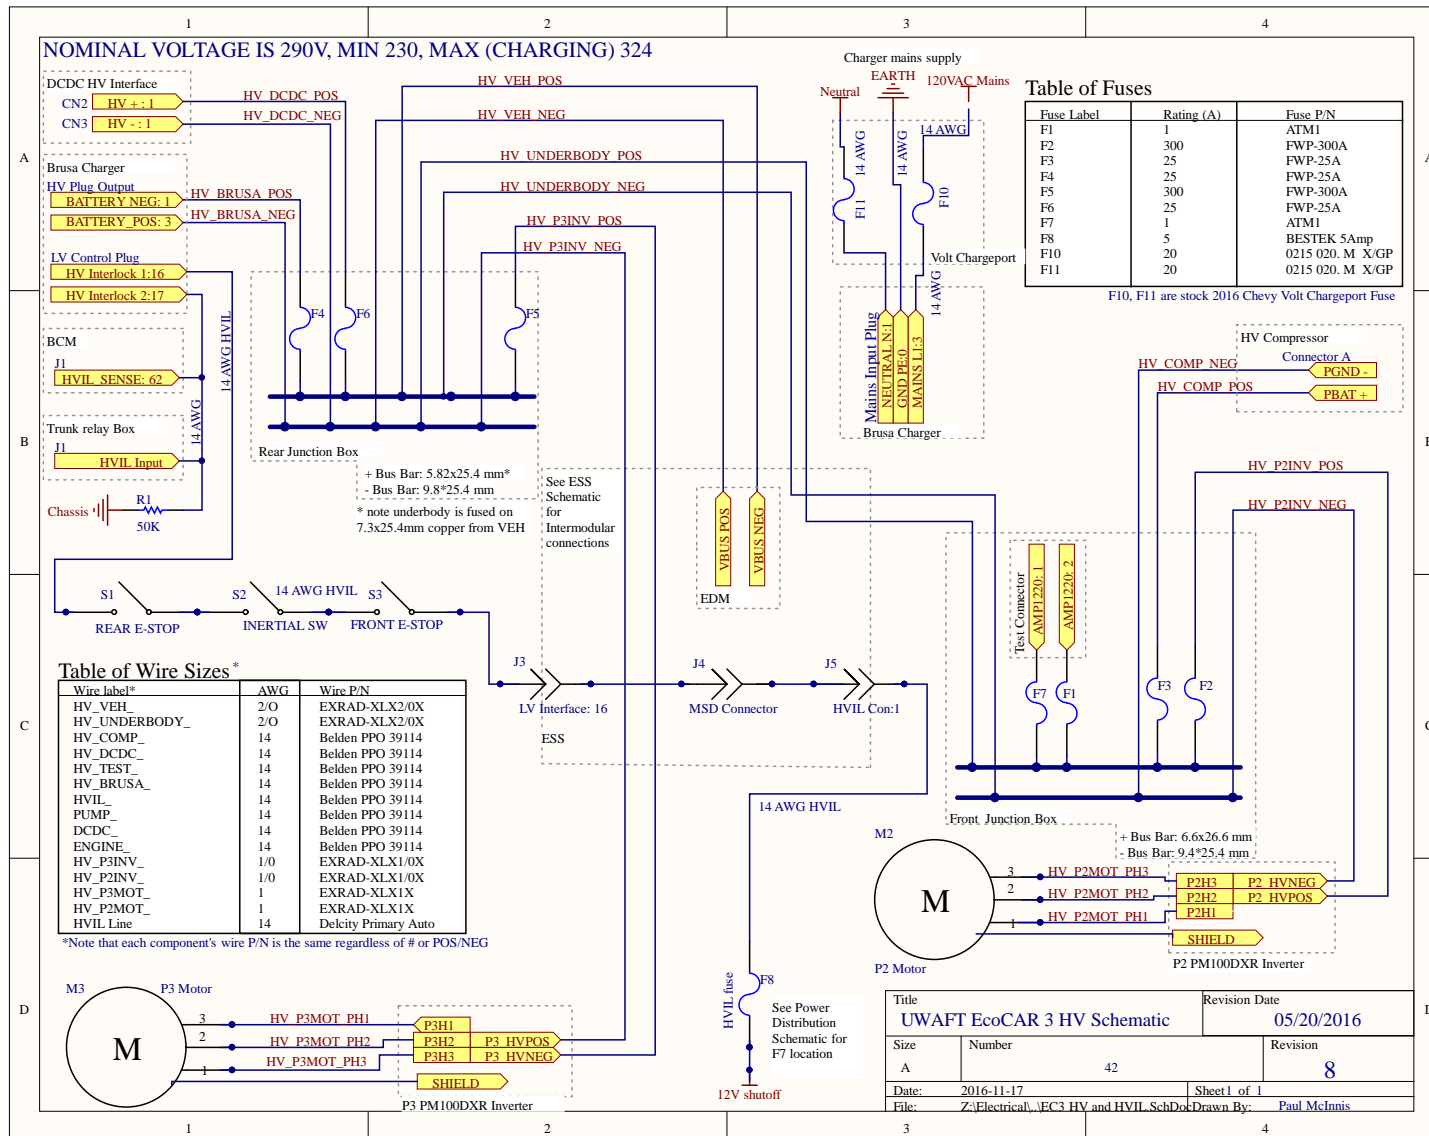 1 2 3 4
NOMINAL VOLTAGE IS 290V, MIN 230, MAX (CHARGING) 324
A
B
C
D
DCDC HV Interface
CN2 HV + : 1
CN3 HV - : 1
HV_DCDC_POS
HV_DCDC_NEG
Brusa Charger
HV Plug Output
BATTERY NEG: 1
BATTERY_POS: 3
HV_BRUSA_POS
HV_BRUSA_NEG
LV Control Plug
HV Interlock 1:16
HV Interlock 2:17
BCM
J1
HVIL_SENSE: 62
Trunk relay Box
J1
HVIL Input
Chassis
R1
50K
14 AWG
14 AWG HVIL
HV_VEH_POS
HV_VEH_NEG
HV_UNDERBODY_POS
HV_UNDERBODY_NEG
HV_P3INV_POS
HV_P3INV_NEG
F4
F6
F5
Rear Junction Box
+ Bus Bar: 5.82x25.4 mm*
- Bus Bar: 9.8*25.4 mm
* note underbody is fused on
7.3x25.4mm copper from VEH
Charger mains supply
Neutral
EARTH
120VAC Mains
14 AWG
14 AWG
14 AWG
F11
F10
Volt Chargeport
14 AWG
Mains Input Plug
NEUTRAL N:1
GND PE:0
MAINS L1:3
Brusa Charger
Table of Fuses
Fuse Label Rating (A) Fuse P/N
F1 1 ATM1
F2 300 FWP-300A
F3 25 FWP-25A
F4 25 FWP-25A
F5 300 FWP-300A
F6 25 FWP-25A
F7 1 ATM1
F8 5 BESTEK 5Amp
F10 20 0215 020. M X/GP
F11 20 0215 020. M X/GP
F10, F11 are stock 2016 Chevy Volt Chargeport Fuse
HV Compressor
Connector A
PGND -
PBAT +
HV_COMP_NEG
HV_COMP_POS
HV_P2INV_POS
HV_P2INV_NEG
See ESS
Schematic
for
Intermodular
connections
VBUS POS
VBUS NEG
EDM
S1
REAR E-STOP
S2
INERTIAL SW
14 AWG HVIL
S3
FRONT E-STOP
J3
LV Interface: 16
ESS
J4
MSD Connector
J5
HVIL Con:1
14 AWG HVIL
Test Connector
AMP1220: 1
AMP1220: 2
F7
F1
F3
F2
Front Junction Box
+ Bus Bar: 6.6x26.6 mm
- Bus Bar: 9.4*25.4 mm
Table of Wire Sizes *
Wire label* AWG Wire P/N
HV_VEH_ 2/O EXRAD-XLX2/0X
HV_UNDERBODY_ 2/O EXRAD-XLX2/0X
HV_COMP_ 14 Belden PPO 39114
HV_DCDC_ 14 Belden PPO 39114
HV_TEST_ 14 Belden PPO 39114
HV_BRUSA_ 14 Belden PPO 39114
HVIL_ 14 Belden PPO 39114
PUMP_ 14 Belden PPO 39114
DCDC_ 14 Belden PPO 39114
ENGINE_ 14 Belden PPO 39114
HV_P3INV_ 1/0 EXRAD-XLX1/0X
HV_P2INV_ 1/0 EXRAD-XLX1/0X
HV_P3MOT_ 1 EXRAD-XLX1X
HV_P2MOT_ 1 EXRAD-XLX1X
HVIL Line 14 Delcity Primary Auto
*Note that each component's wire P/N is the same regardless of # or POS/NEG
M2
M
P2 Motor
3 HV_P2MOT_PH3
2 HV_P2MOT_PH2
1 HV_P2MOT_PH1
P2H3 P2_HVNEG
P2H2 P2_HVPOS
P2H1
SHIELD
P2 PM100DXR Inverter
M3
P3 Motor
M
3 HV_P3MOT_PH1
2 HV_P3MOT_PH2
1 HV_P3MOT_PH3
P3H1
P3H2 P3_HVPOS
P3H3 P3_HVNEG
SHIELD
P3 PM100DXR Inverter
HVIL fuse
F8
See Power
Distribution
Schematic for
F7 location
12V shutoff
Title
UWAFT EcoCAR 3 HV Schematic
Revision Date
05/20/2016
Size
A
Number
42
Revision
8
Date: 2016-11-17 Sheet1 of 1
File: Z:\Electrical\..\EC3 HV and HVIL.SchDocDrawn By: Paul McInnis
A
B
C
D
1 2 3 4